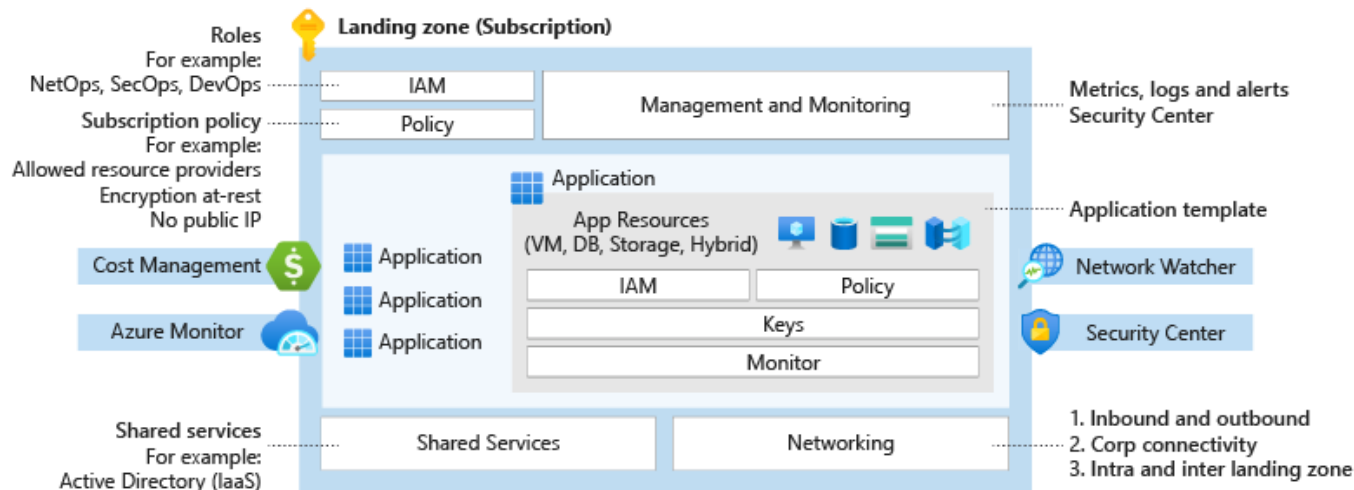 Landing zone (Subscription)
Roles
For example:
NetOps, SecOps, DevOps
IAM
Management and Monitoring
Metrics, logs and alerts
Security Center
Subscription policy
For example:
Allowed resource providers
Encryption at-rest
No public IP
Policy
Application
App Resources
(VM, DB, Storage, Hybrid)
Application template
Cost Management
Application
Application
Application
IAM
Policy
Keys
Monitor
Network Watcher
Azure Monitor
Security Center
Shared services
For example:
Active Directory (IaaS)
Shared Services
Networking
1. Inbound and outbound
2. Corp connectivity
3. Intra and inter landing zone